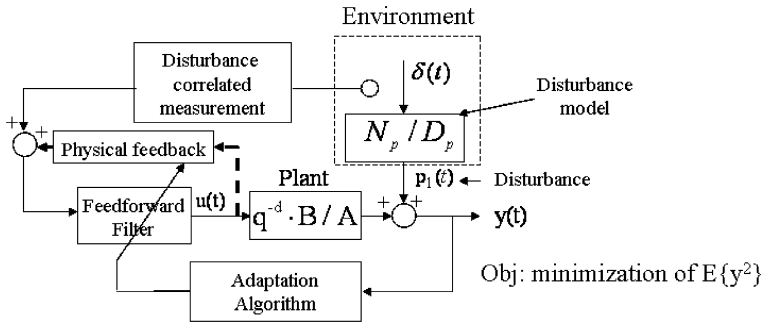 Environment
Disturbance
correlated
measurement
δ(t)
Disturbance
model
N_p / D_p
+
+
Physical feedback
p₁(t)
Disturbance
Plant
Feedforward
Filter
u(t)
q^{-d} · B / A
+
+
y(t)
Adaptation
Algorithm
Obj: minimization of E{y²}